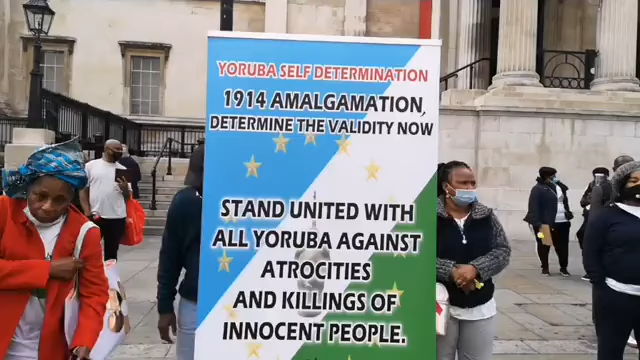 YORUBA SELF DETERMINATION
1914 AMALGAMATION,
DETERMINE THE VALIDITY NOW
STAND UNITED WITH
ALL YORUBA AGAINST
ATROCITIES
AND KILLINGS OF
INNOCENT PEOPLE.